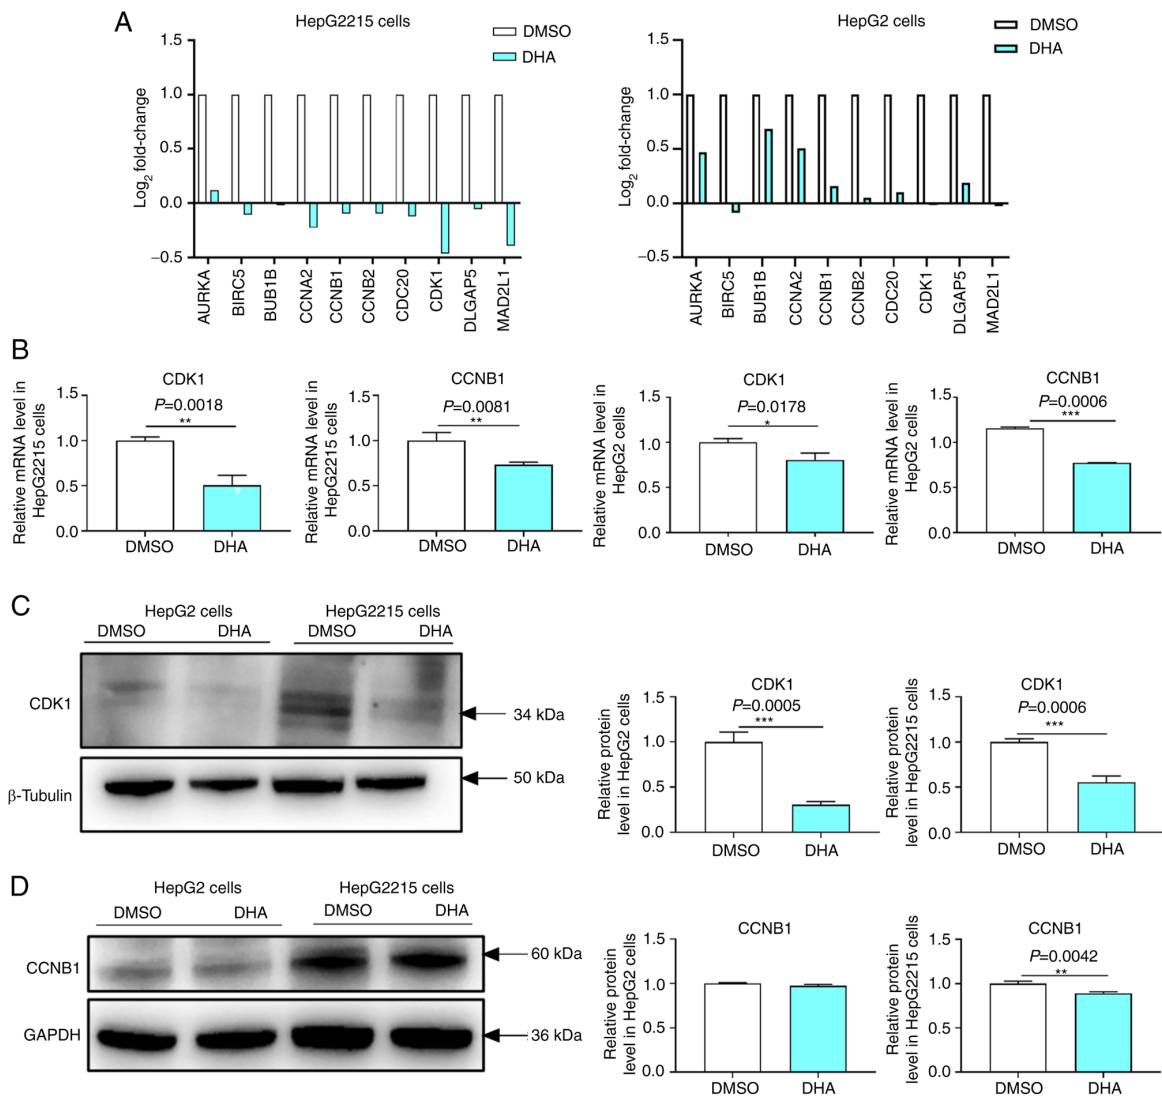 A
HepG2215 cells
DMSO
DHA
Log2 fold-change
1.5
1.0
0.5
0.0
−0.5
AURKA
BIRC5
BUB1B
CCNA2
CCNB1
CCNB2
CDC20
CDK1
DLGAP5
MAD2L1
HepG2 cells
DMSO
DHA
Log2 fold-change
1.5
1.0
0.5
0.0
−0.5
AURKA
BIRC5
BUB1B
CCNA2
CCNB1
CCNB2
CDC20
CDK1
DLGAP5
MAD2L1
B
CDK1
P=0.0018
**
Relative mRNA level in
HepG2215 cells
1.5
1.0
0.5
0.0
DMSO
DHA
CCNB1
P=0.0081
**
Relative mRNA level in
HepG2215 cells
1.5
1.0
0.5
0.0
DMSO
DHA
CDK1
P=0.0178
*
Relative mRNA level in
HepG2 cells
1.5
1.0
0.5
0.0
DMSO
DHA
CCNB1
P=0.0006
***
Relative mRNA level in
HepG2 cells
1.5
1.0
0.5
0.0
DMSO
DHA
C
HepG2 cells
HepG2215 cells
DMSO
DHA
DMSO
DHA
CDK1
34 kDa
β-Tubulin
50 kDa
CDK1
P=0.0005
***
Relative protein
level in HepG2 cells
1.5
1.0
0.5
0.0
DMSO
DHA
CDK1
P=0.0006
***
Relative protein
level in HepG2215 cells
1.5
1.0
0.5
0.0
DMSO
DHA
D
HepG2 cells
HepG2215 cells
DMSO
DHA
DMSO
DHA
CCNB1
60 kDa
GAPDH
36 kDa
CCNB1
Relative protein
level in HepG2 cells
1.5
1.0
0.5
0.0
DMSO
DHA
CCNB1
P=0.0042
**
Relative protein
level in HepG2215 cells
1.5
1.0
0.5
0.0
DMSO
DHA